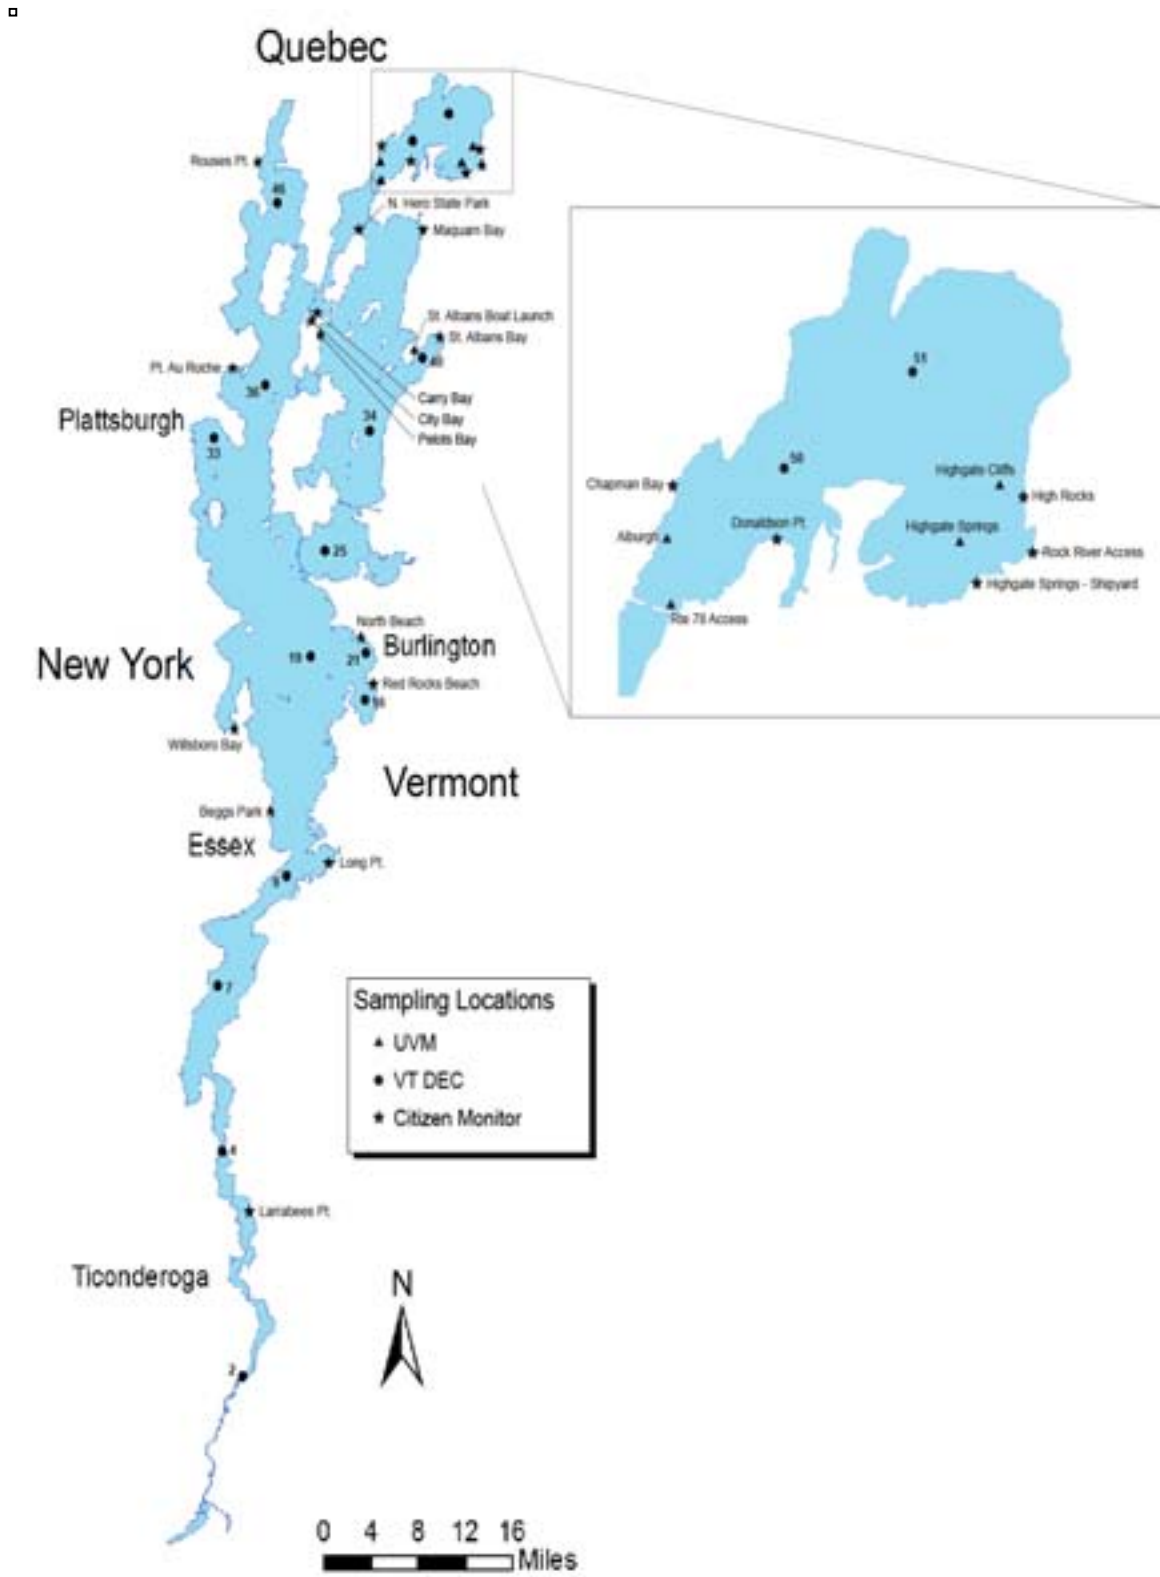 Quebec
Rouses Pt.
46
N. Hero State Park
Maquam Bay
St. Albans Boat Launch
St. Albans Bay
40
Pt. Au Roche
36
Carry Bay
City Bay
Pelots Bay
Plattsburgh
34
33
25
North Beach
Burlington
New York
19
21
Red Rocks Beach
16
Willsboro Bay
Vermont
Beggs Park
Essex
Long Pt.
9
7
51
50
Chapman Bay
Highgate Cliffs
High Rocks
Donaldson Pt.
Highgate Springs
Alburgh
Rock River Access
Highgate Springs - Shipyard
Rte 78 Access
Sampling Locations
UVM
VT DEC
Citizen Monitor
4
Larrabees Pt.
Ticonderoga
N
2
0 4 8 12 16
Miles